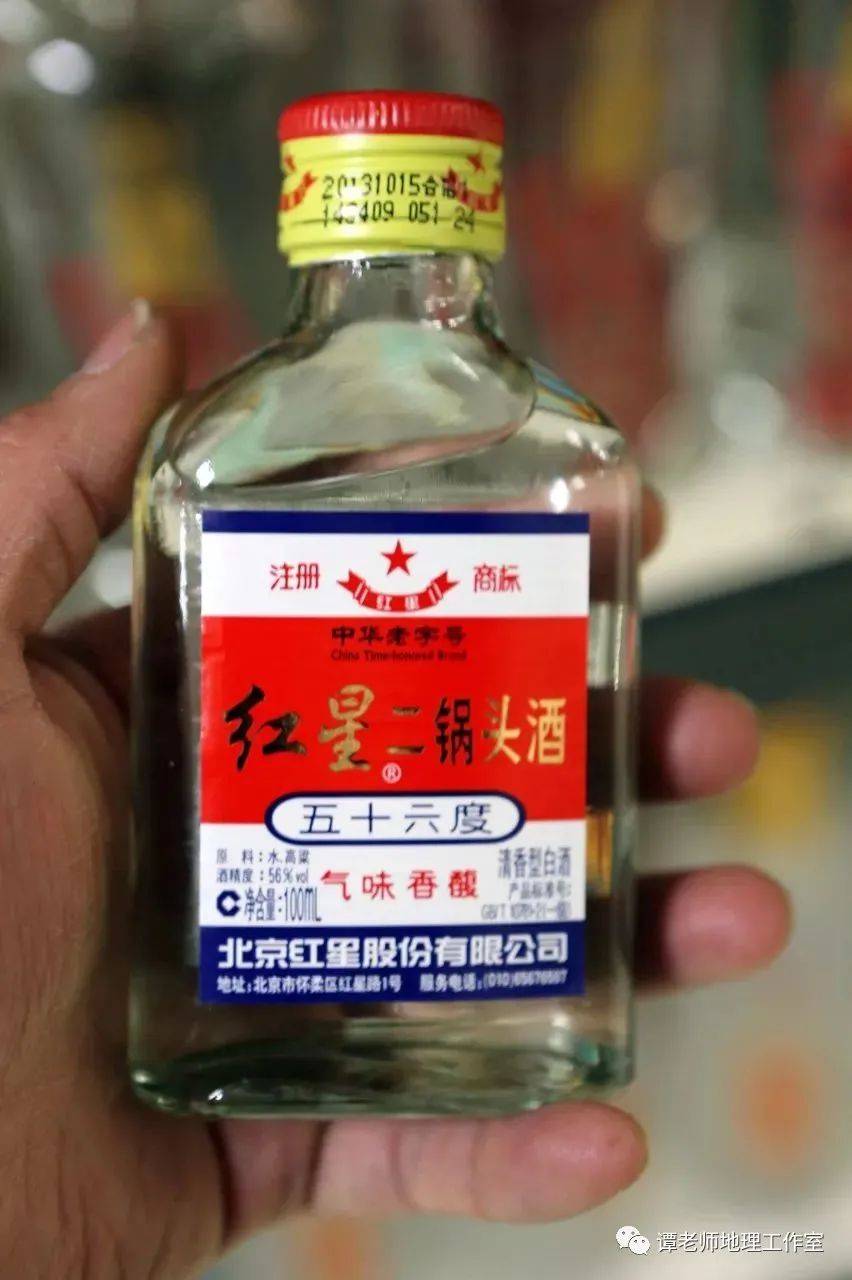 20131015合格
051 24
注册 商标
红星
中华老字号
China Time-honored Brand
红星二锅头酒
®
五十六度
原 料:水、高粱
酒精度:56%vol
净含量:100mL
气味香馥
清香型白酒
产品标准号:
北京红星股份有限公司
地址:北京市怀柔区红星路1号 服务电话:(010)
谭老师地理工作室